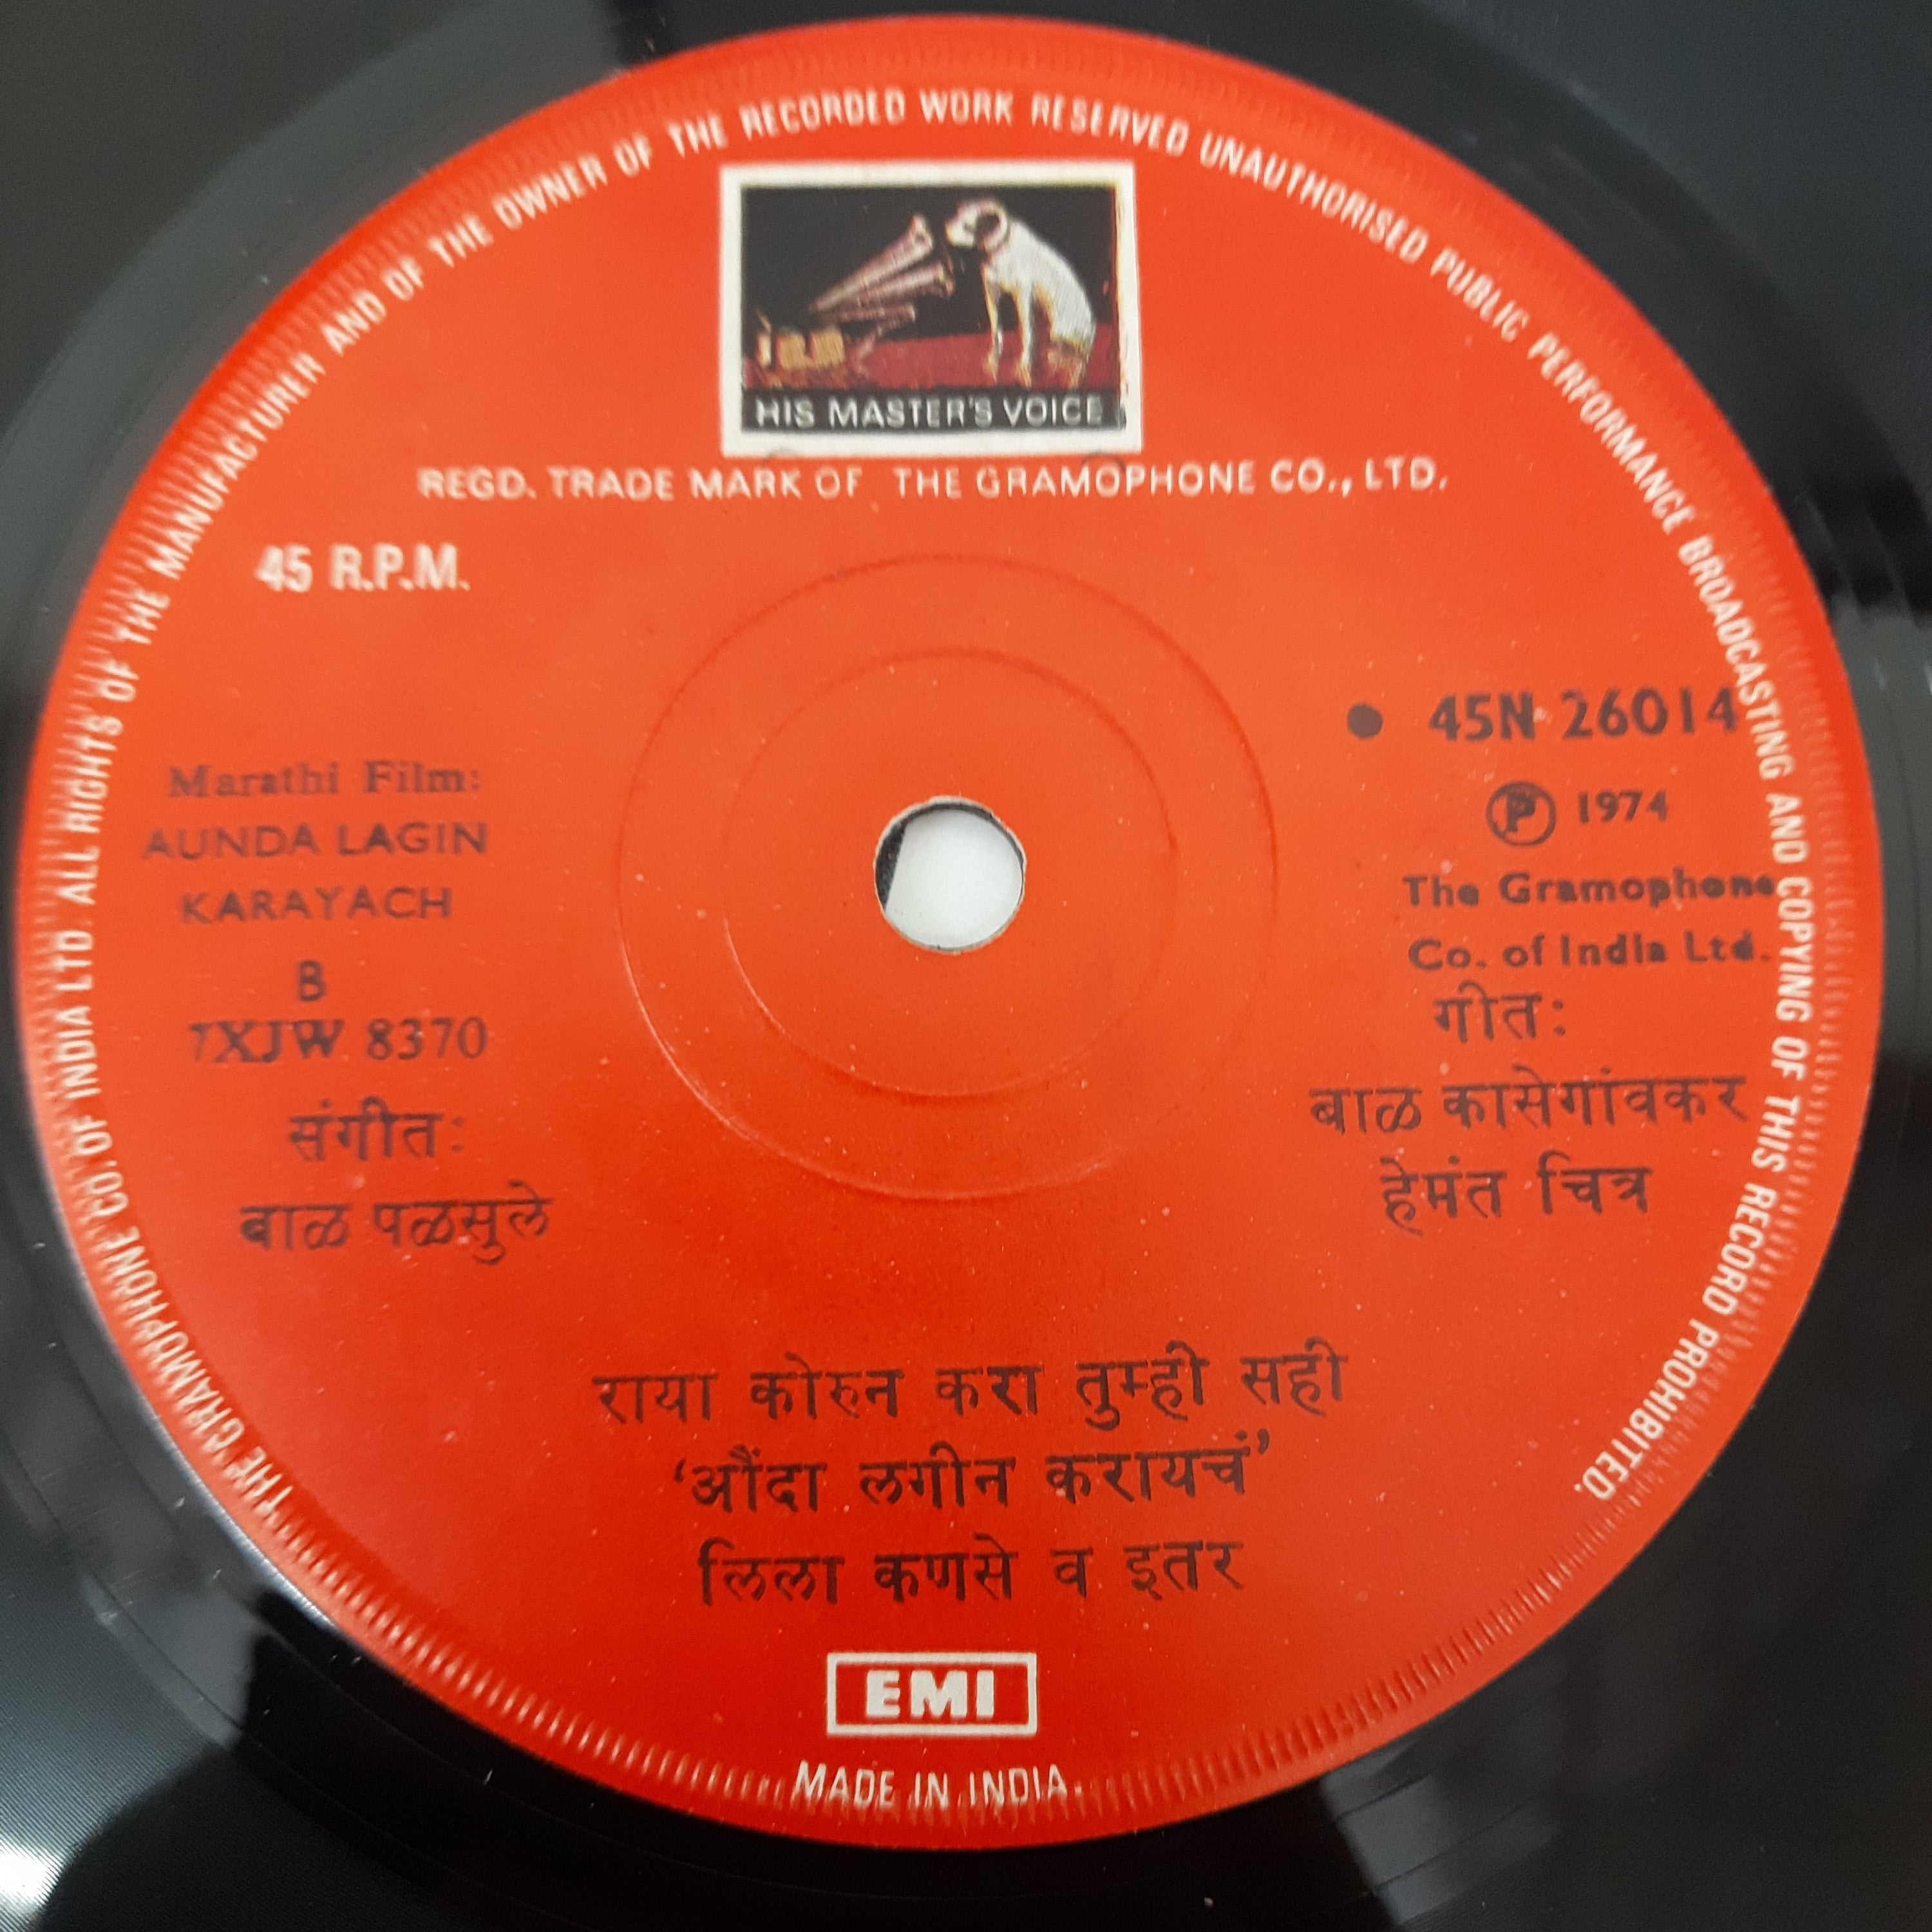 "THE GRAMOPHONE CO. OF INDIA LTD. ALL RIGHTS OF THE MANUFACTURER AND OF THE OWNER OF THE RECORDED WORK RESERVED UNAUTHORISED PUBLIC PERFORMANCE BROADCASTING AND COPYING OF THIS RECORD PROHIBITED.
HIS MASTER'S VOICE
REGD. TRADE MARK OF THE GRAMOPHONE CO., LTD.
45 R.P.M.
Marathi Film:
AUNDA LAGIN
KARAYACH
B
7XJW 8370
संगीत:
बाळ पळसुले
● 45N 26014
Ⓟ 1974
The Gramophone
Co. of India Ltd.
गीत:
बाळ कासेगांवकर
हेमंत चित्र
राया कोरुन करा तुम्ही सही
‘औंदा लगीन करायचं’
लिला कणसे व इतर
EMI
MADE IN INDIA.